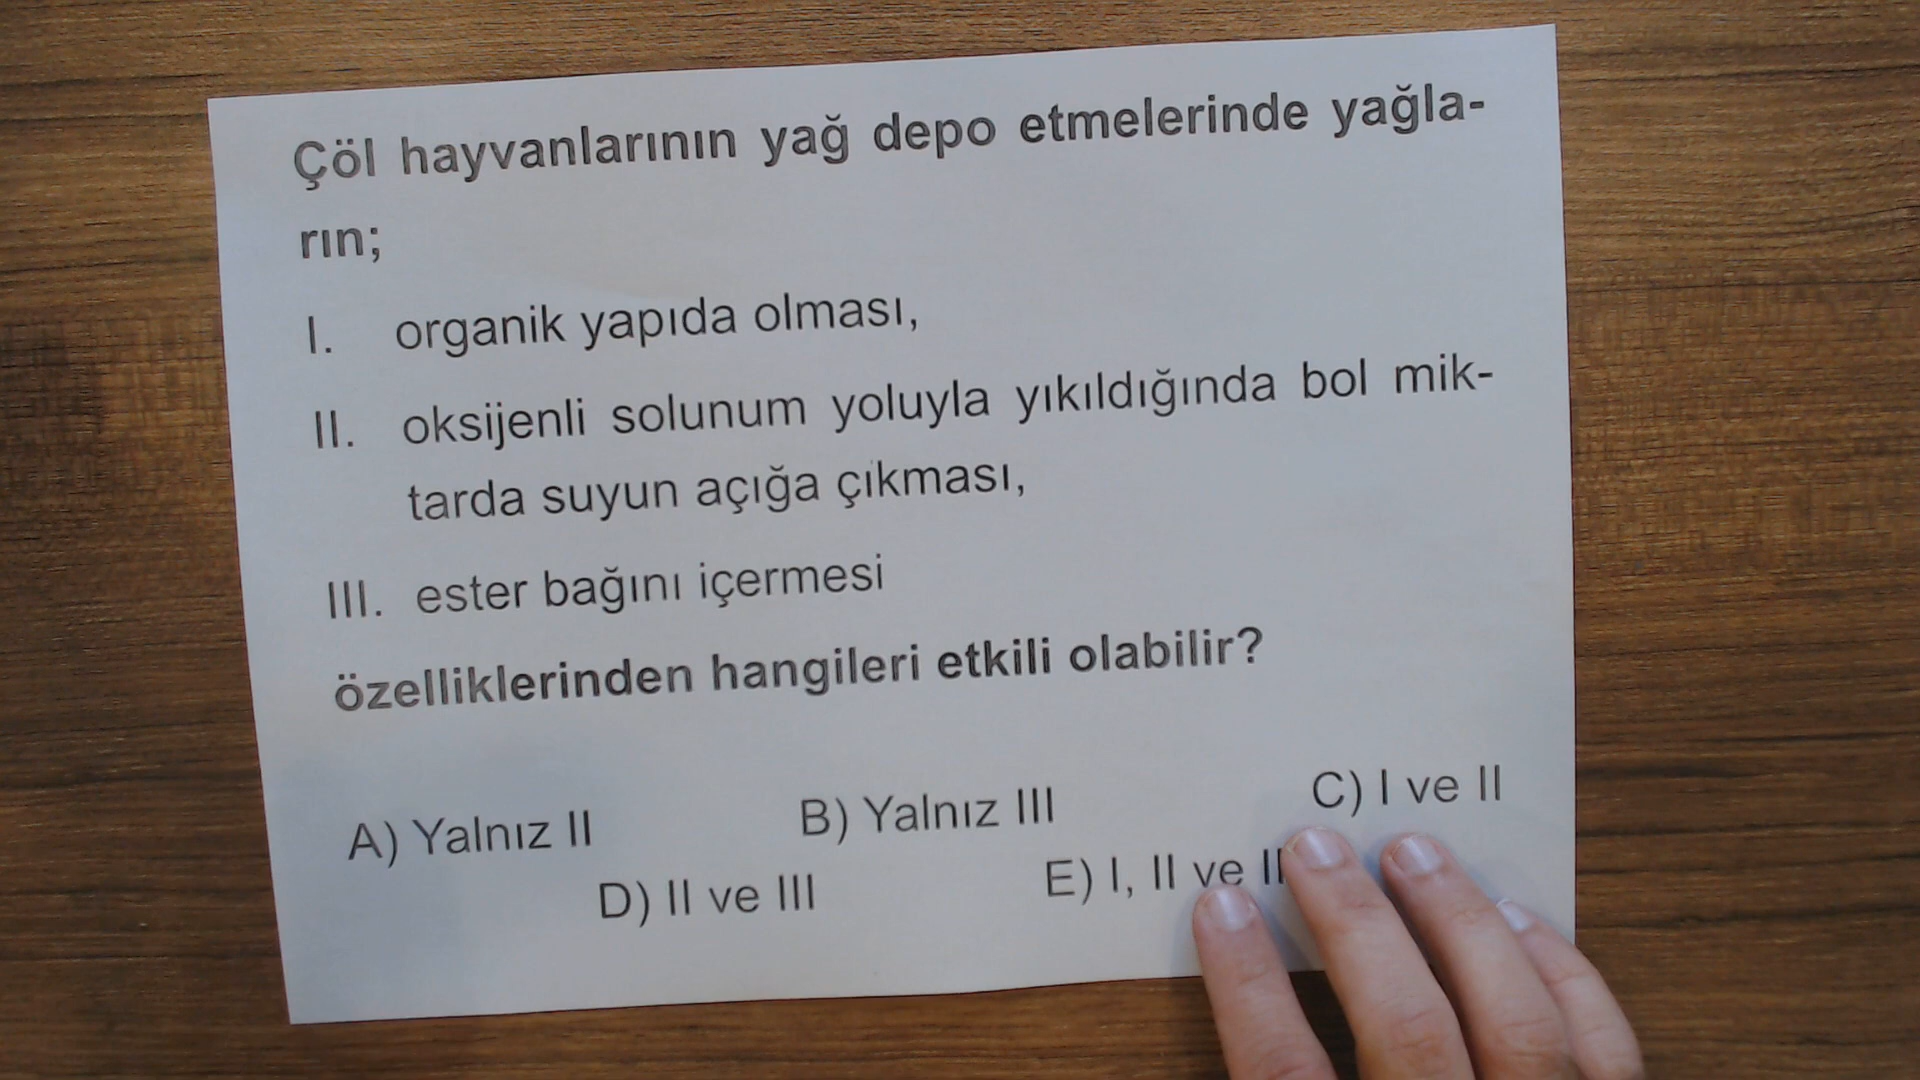 Çöl hayvanlarının yağ depo etmelerinde yağla-
rın;
I. organik yapıda olması,
II. oksijenli solunum yoluyla yıkıldığında bol mik-
tarda suyun açığa çıkması,
III. ester bağını içermesi
özelliklerinden hangileri etkili olabilir?
A) Yalnız II B) Yalnız III C) I ve II
D) II ve III E) I, II ve